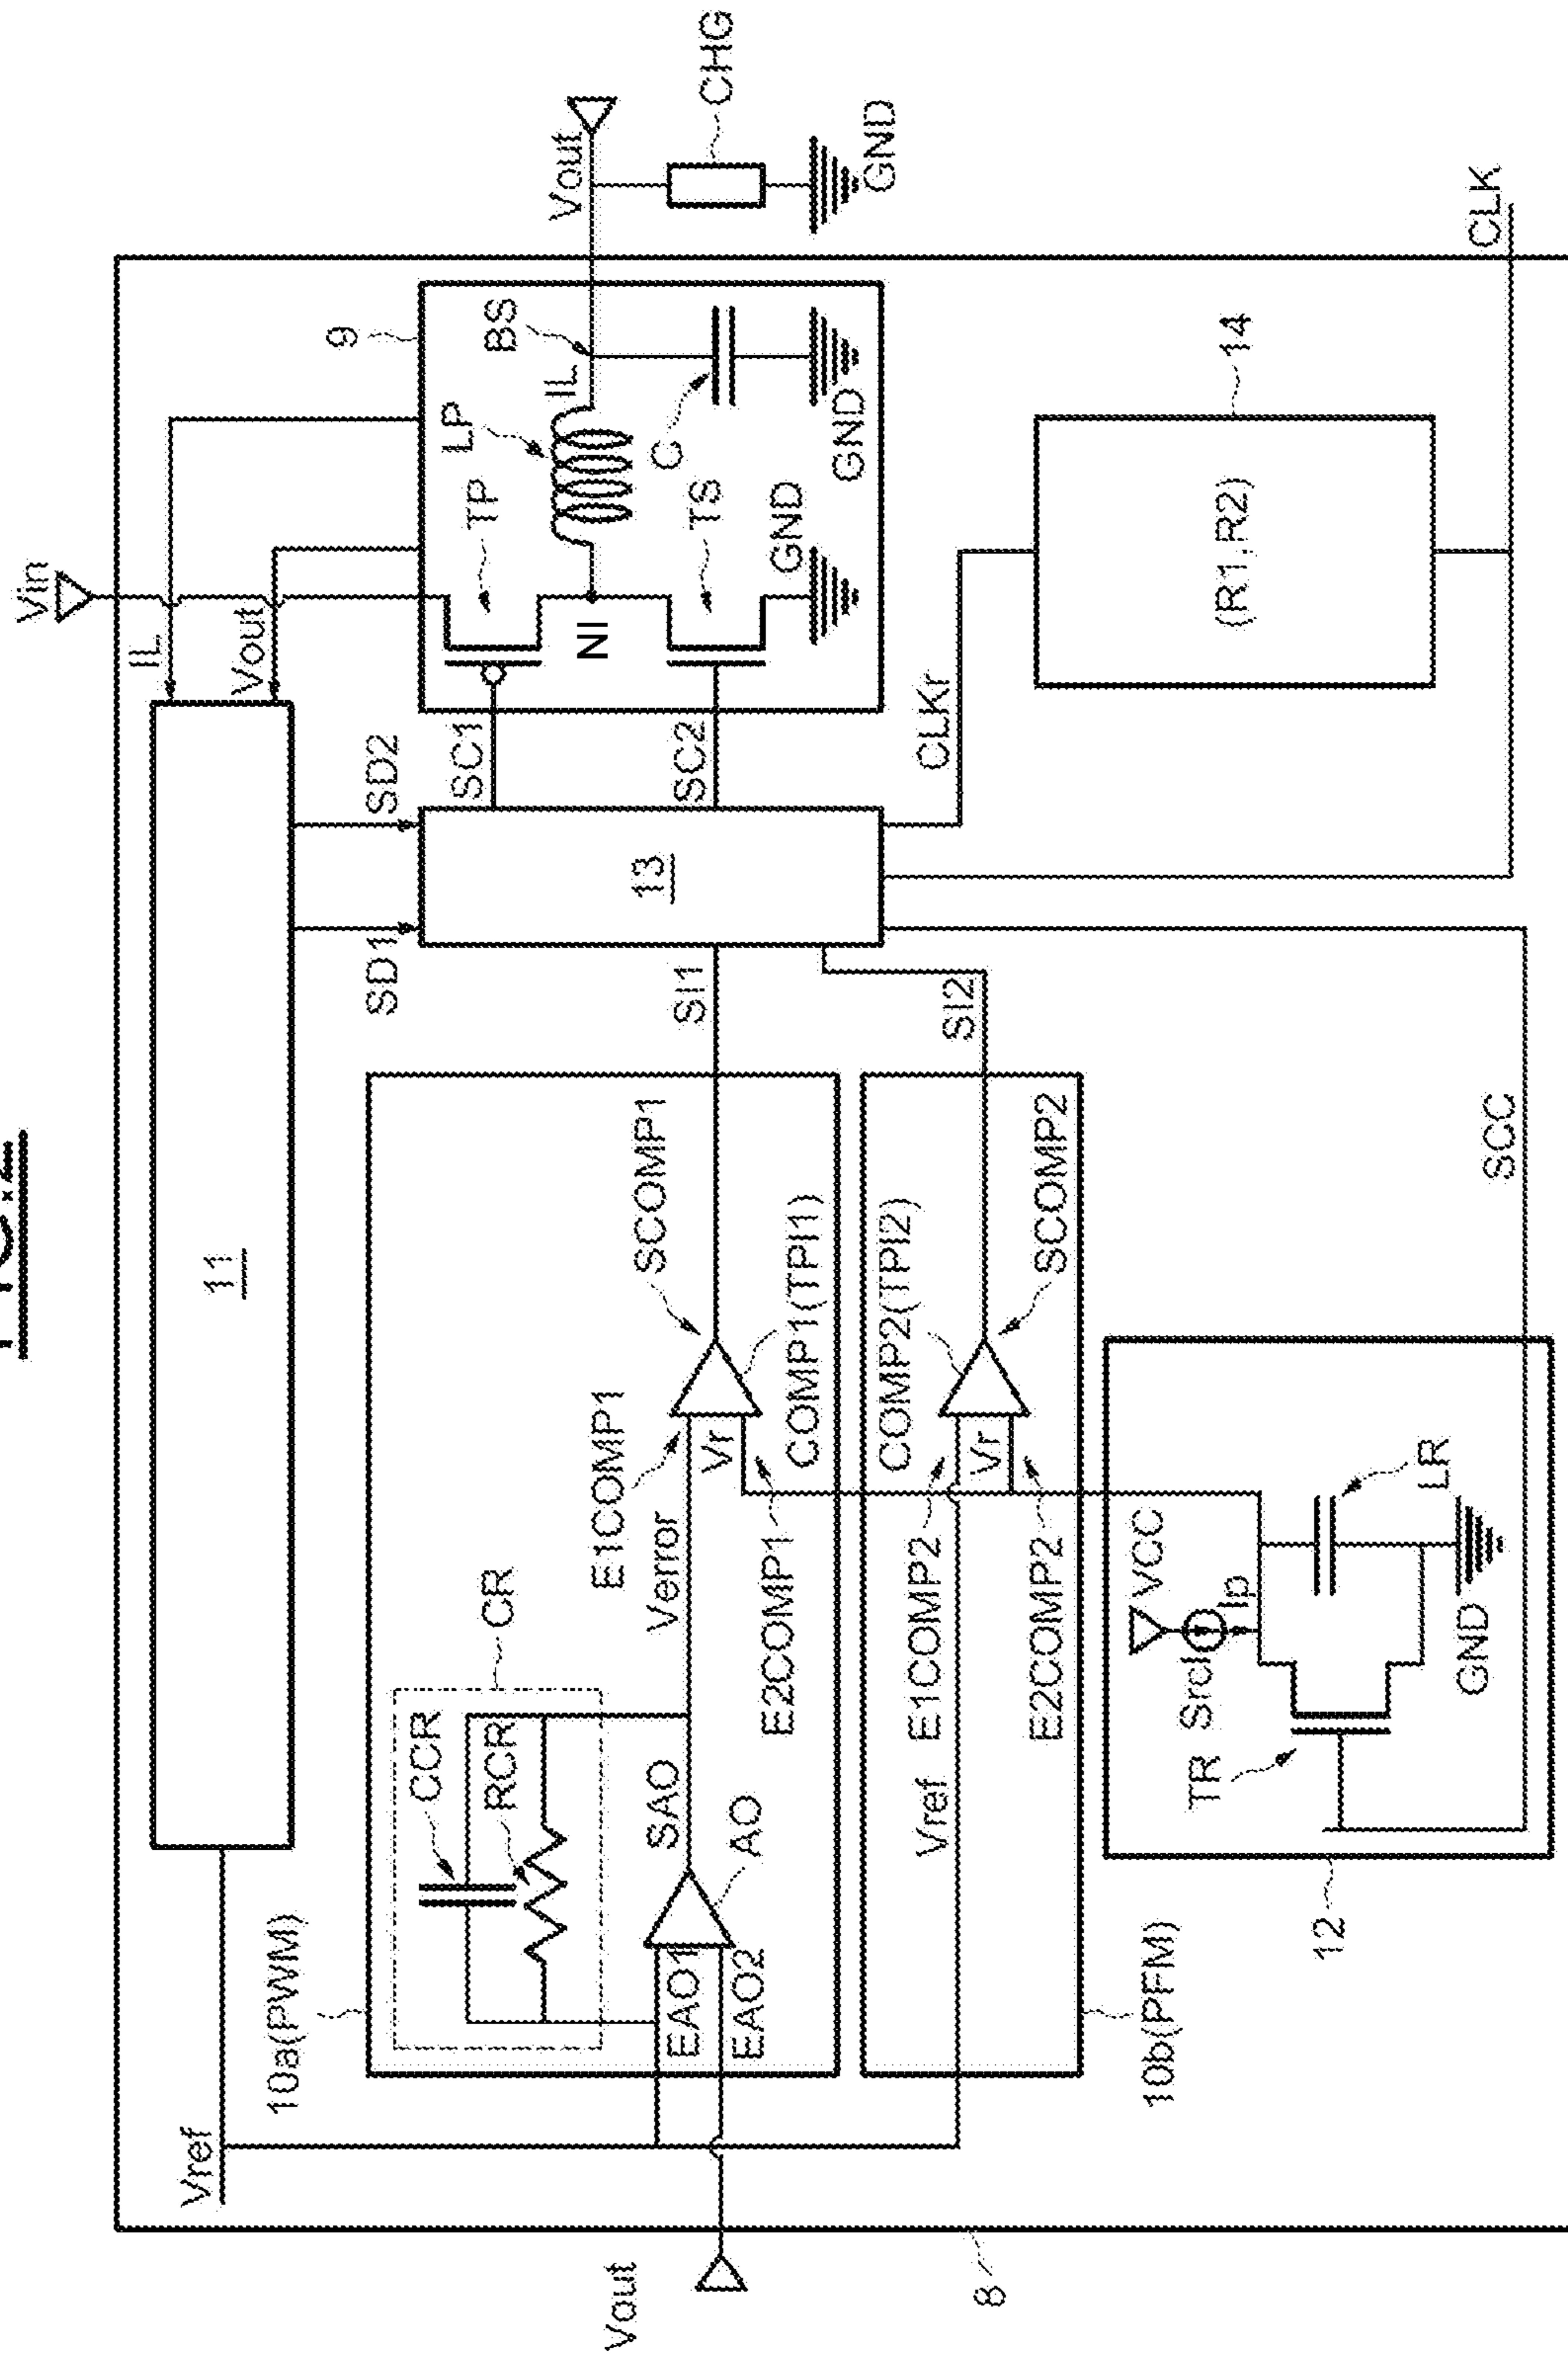 FIG.2
Vin
IL
Vout
11
Vref
SD1
SD2
9
TP
LP
IL
BS
Vout
CHG
GND
NI
TS
C
GND
GND
SC1
SC2
13
SI1
SI2
CLKr
14
(R1,R2)
CLK
10a(PWM)
CR
CCR
RCR
EAO1
EAO2
SAO
AO
Verror
E1COMP1
Vr
E2COMP1
SCOMP1
COMP1(TPI1)
Vout
10b(PFM)
Vref
E1COMP2
Vr
E2COMP2
COMP2(TPI2)
SCOMP2
12
TR
SrcI
VCC
Ip
LR
GND
SCC
8